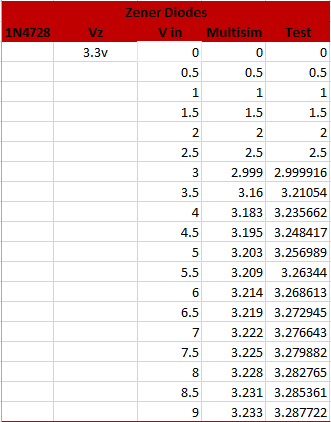 Zener Diodes
1N4728 Vz V in Multisim Test
3.3v 0 0 0
0.5 0.5 0.5
1 1 1
1.5 1.5 1.5
2 2 2
2.5 2.5 2.5
3 2.999 2.999916
3.5 3.16 3.21054
4 3.183 3.235662
4.5 3.195 3.248417
5 3.203 3.256989
5.5 3.209 3.26344
6 3.214 3.268613
6.5 3.219 3.272945
7 3.222 3.276643
7.5 3.225 3.279882
8 3.228 3.282765
8.5 3.231 3.285361
9 3.233 3.287722